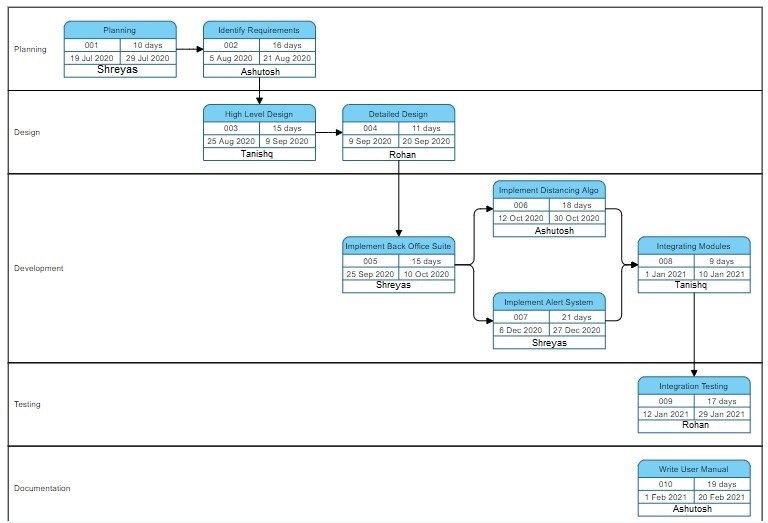 Planning
Planning
001 10 days
19 Jul 2020 29 Jul 2020
Shreyas
Identify Requirements
002 16 days
5 Aug 2020 21 Aug 2020
Ashutosh
Design
High Level Design
003 15 days
25 Aug 2020 9 Sep 2020
Tanishq
Detailed Design
004 11 days
9 Sep 2020 20 Sep 2020
Rohan
Development
Implement Back Office Suite
005 15 days
25 Sep 2020 10 Oct 2020
Shreyas
Implement Distancing Algo
006 18 days
12 Oct 2020 30 Oct 2020
Ashutosh
Implement Alert System
007 21 days
6 Dec 2020 27 Dec 2020
Shreyas
Integrating Modules
008 9 days
1 Jan 2021 10 Jan 2021
Tanishq
Testing
Integration Testing
009 17 days
12 Jan 2021 29 Jan 2021
Rohan
Documentation
Write User Manual
010 19 days
1 Feb 2021 20 Feb 2021
Ashutosh